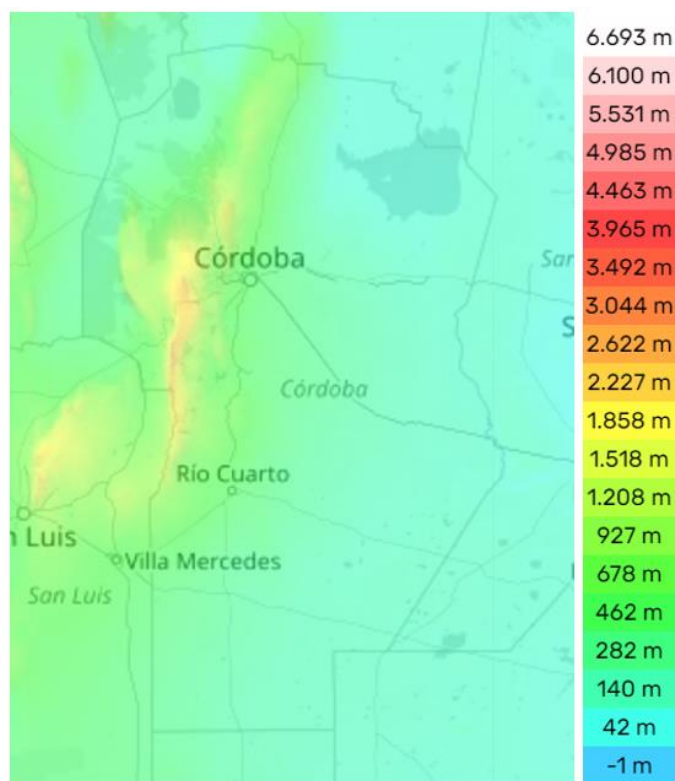 6.693 m
6.100 m
5.531 m
4.985 m
4.463 m
3.965 m
3.492 m
3.044 m
2.622 m
2.227 m
1.858 m
1.518 m
1.208 m
927 m
678 m
462 m
282 m
140 m
42 m
-1 m
Córdoba
San
S
Córdoba
Río Cuarto
n Luis
Villa Mercedes
San Luis